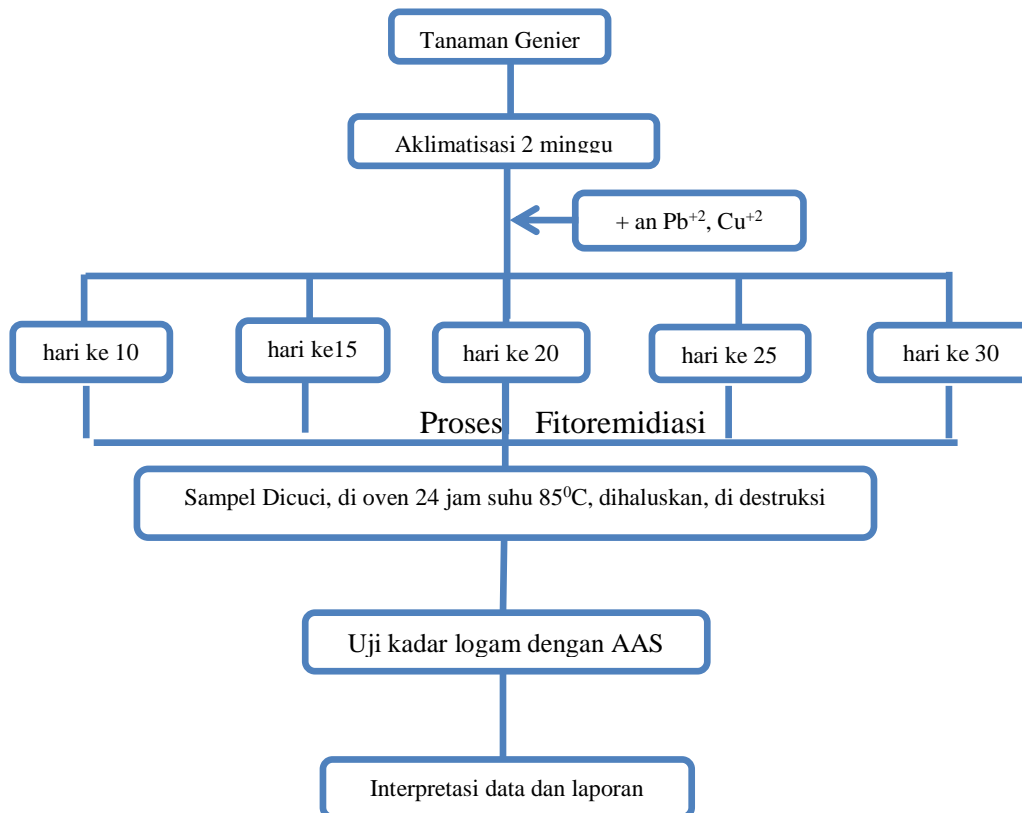 Tanaman Genier
Aklimatisasi 2 minggu
+ an Pb⁺², Cu⁺²
hari ke 10
hari ke15
hari ke 20
hari ke 25
hari ke 30
Proses Fitoremidiasi
Sampel Dicuci, di oven 24 jam suhu 85⁰C, dihaluskan, di destruksi
Uji kadar logam dengan AAS
Interpretasi data dan laporan